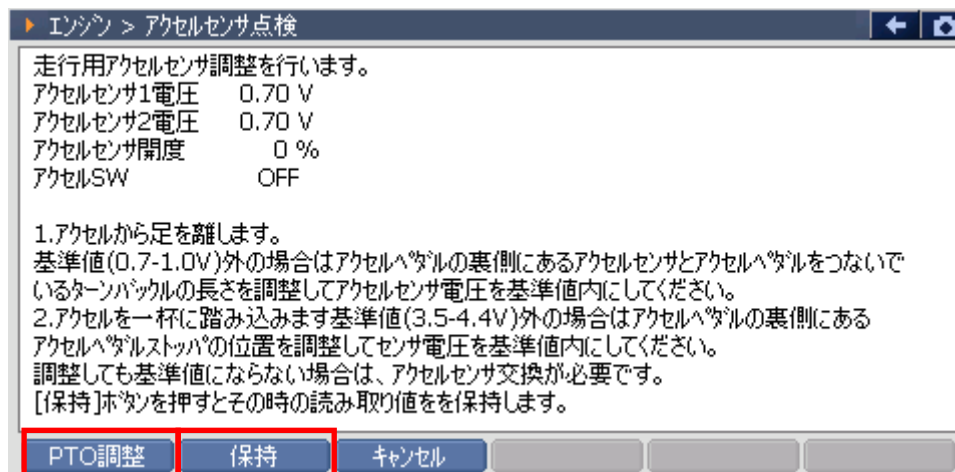 エンジン > アクセルセンサ点検
走行用アクセルセンサ調整を行います。
アクセルセンサ1電圧 0.70 V
アクセルセンサ2電圧 0.70 V
アクセルセンサ開度 0 %
アクセルSW OFF
1.アクセルから足を離します。
基準値(0.7-1.0V)外の場合はアクセルペダルの裏側にあるアクセルセンサとアクセルペダルをつないで
いるターンバックルの長さを調整してアクセルセンサ電圧を基準値内にしてください。
2.アクセルを一杯に踏み込みます基準値(3.5-4.4V)外の場合はアクセルペダルの裏側にある
アクセルペダルストッパの位置を調整してセンサ電圧を基準値内にしてください。
調整しても基準値にならない場合は、アクセルセンサ交換が必要です。
[保持]ボタンを押すとその時の読み取り値をを保持します。
PTO調整 保持 キャンセル